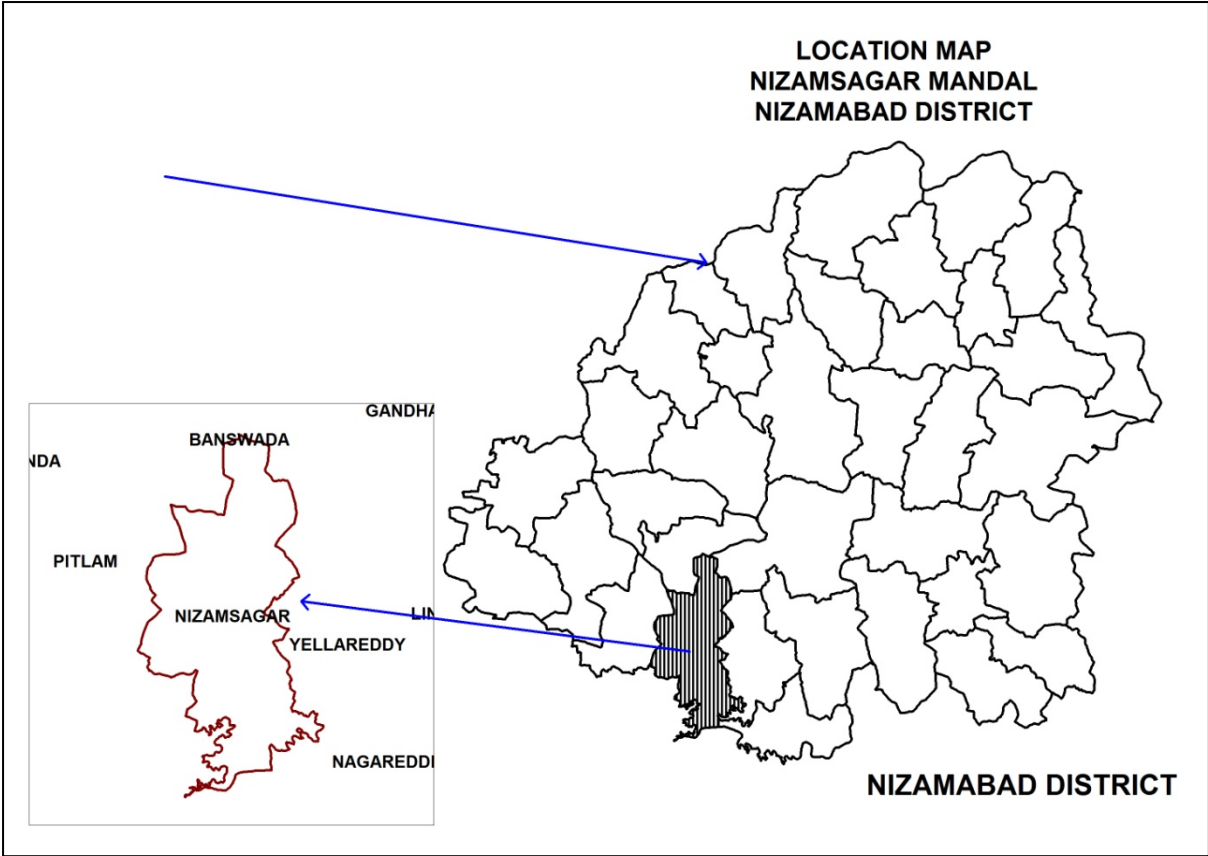 LOCATION MAP
NIZAMSAGAR MANDAL
NIZAMABAD DISTRICT
GANDHA
BANSWADA
NDA
PITLAM
NIZAMSAGAR
LIN
YELLAREDDY
NAGAREDDI
NIZAMABAD DISTRICT